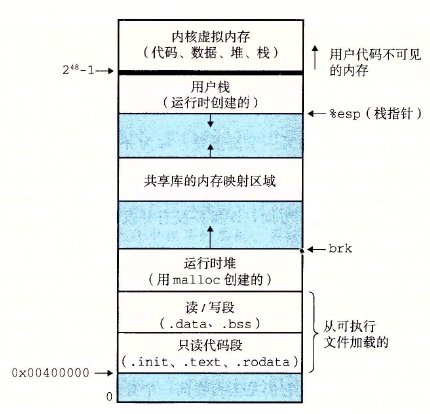 内核虚拟内存
(代码、数据、堆、栈)
用户代码不可见
的内存
2⁴⁸-1
用户栈
(运行时创建的)
%esp (栈指针)
共享库的内存映射区域
brk
运行时堆
(用malloc创建的)
读/写段
(.data、.bss)
从可执行
文件加载的
只读代码段
(.init、.text、.rodata)
0x00400000
0